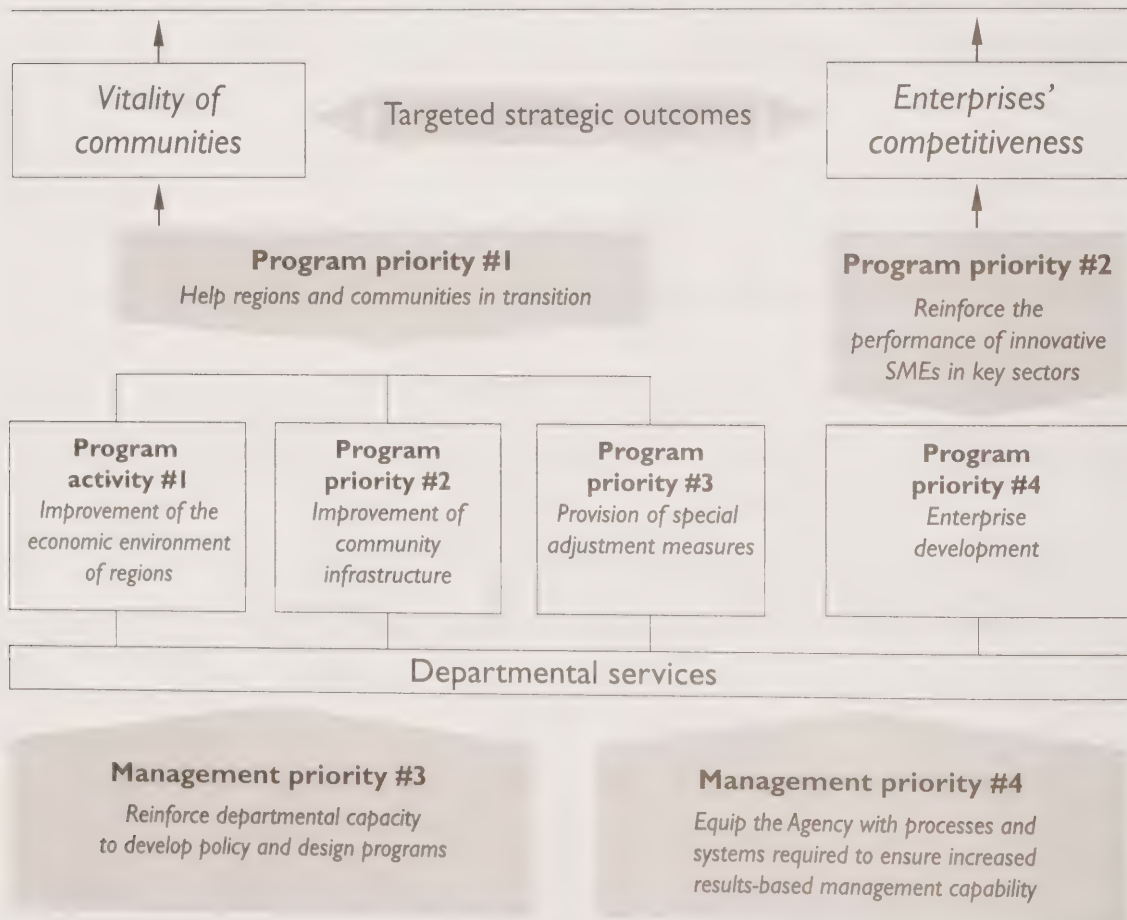 Vitality of
communities
Targeted strategic outcomes
Enterprises'
competitiveness
Program priority #1
Help regions and communities in transition
Program priority #2
Reinforce the
performance of innovative
SMEs in key sectors
Program
activity #1
Improvement of the
economic environment
of regions
Program
priority #2
Improvement of
community
infrastructure
Program
priority #3
Provision of special
adjustment measures
Program
priority #4
Enterprise
development
Departmental services
Management priority #3
Reinforce departmental capacity
to develop policy and design programs
Management priority #4
Equip the Agency with processes and
systems required to ensure increased
results-based management capability